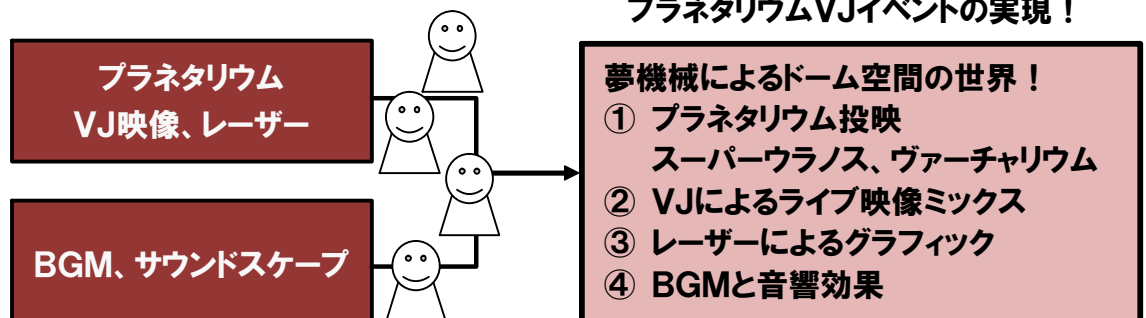 プラネタリウムVJイベントの実現！
プラネタリウム
VJ映像、レーザー
BGM、サウンドスケープ
夢機械によるドーム空間の世界！
① プラネタリウム投映
スーパーウラノス、ヴァーチャリウム
② VJによるライブ映像ミックス
③ レーザーによるグラフィック
④ BGMと音響効果